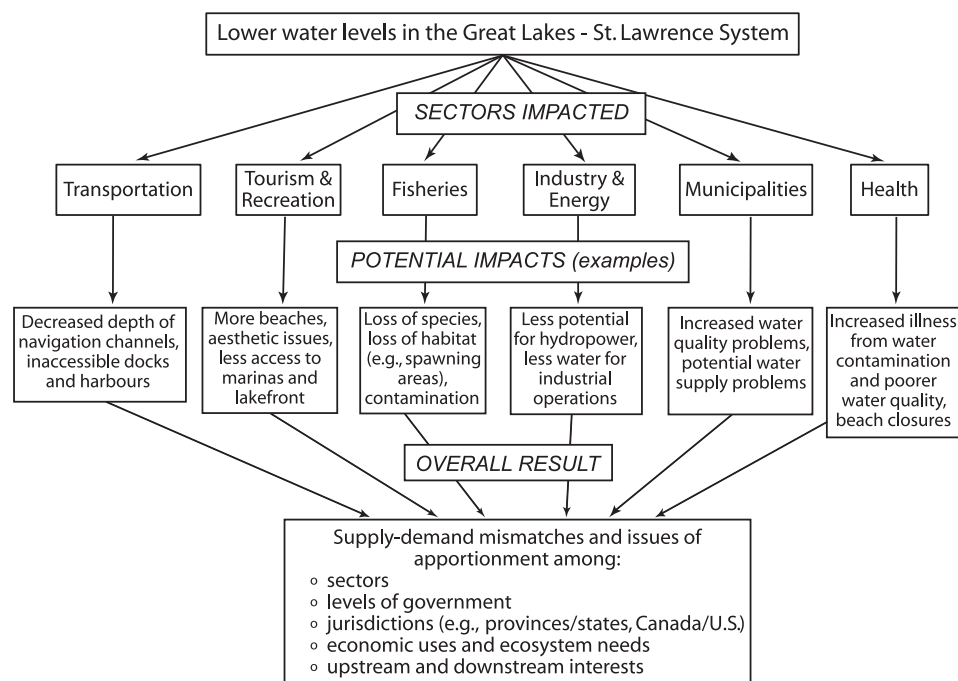 Lower water levels in the Great Lakes - St. Lawrence System
SECTORS IMPACTED
Transportation
Tourism &
Recreation
Fisheries
Industry &
Energy
Municipalities
Health
POTENTIAL IMPACTS (examples)
Decreased depth of
navigation channels,
inaccessible docks
and harbours
More beaches,
aesthetic issues,
less access to
marinas and
lakefront
Loss of species,
loss of habitat
(e.g., spawning
areas),
contamination
Less potential
for hydropower,
less water for
industrial
operations
Increased water
quality problems,
potential water
supply problems
Increased illness
from water
contamination
and poorer
water quality,
beach closures
OVERALL RESULT
Supply-demand mismatches and issues of
apportionment among:
o sectors
o levels of government
o jurisdictions (e.g., provinces/states, Canada/U.S.)
o economic uses and ecosystem needs
o upstream and downstream interests